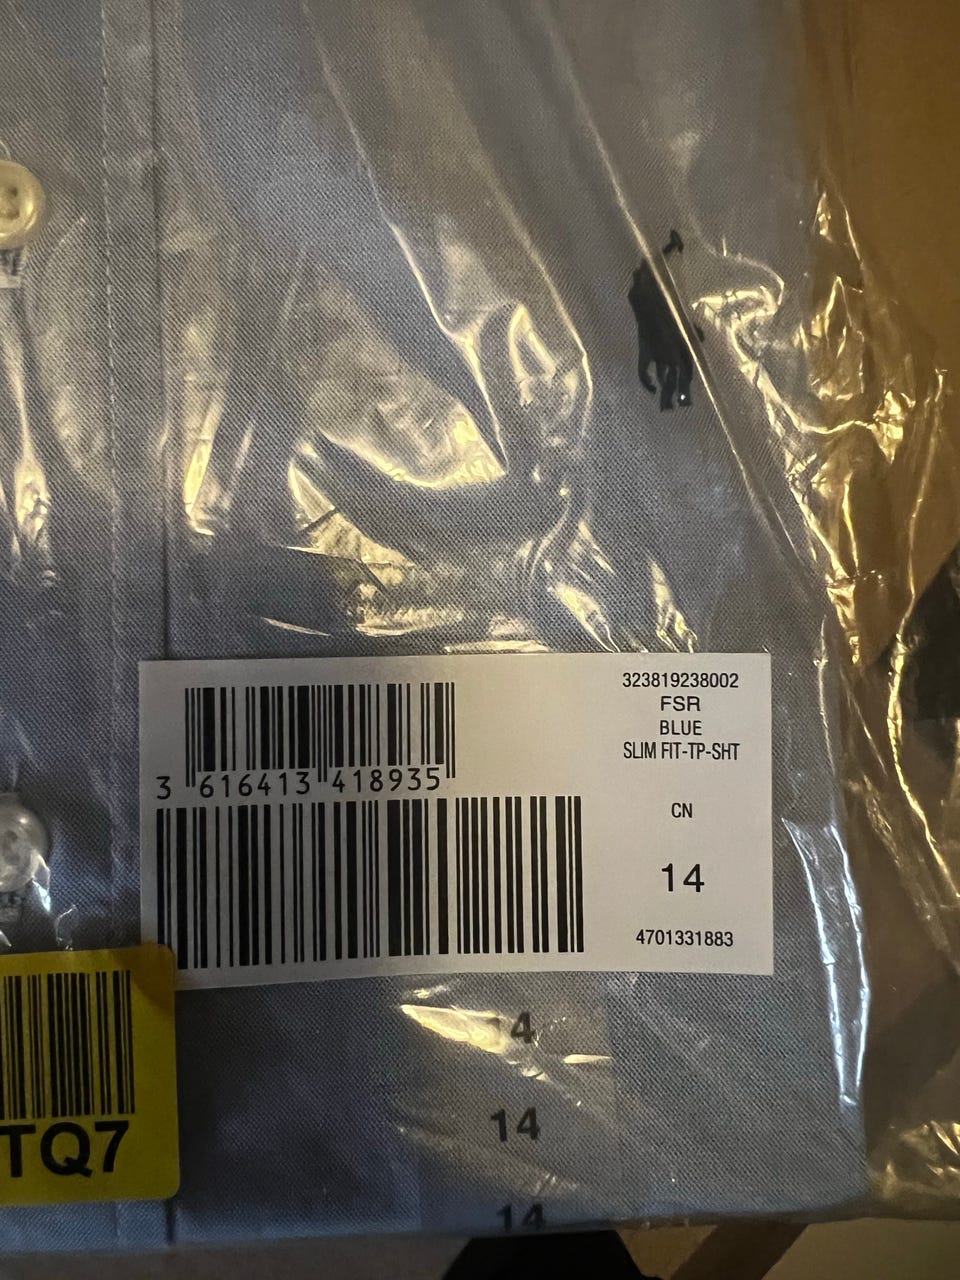 323819238002
FSR
BLUE
SLIM FIT-TP-SHT
CN
14
4701331883
3 616413 418935
TQ7
14
14
14